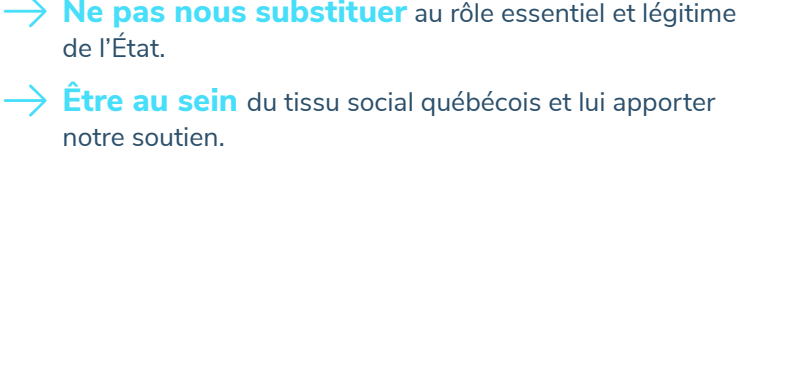 Ne pas nous substituer au rôle essentiel et légitime
de l’État.
Être au sein du tissu social québécois et lui apporter
notre soutien.